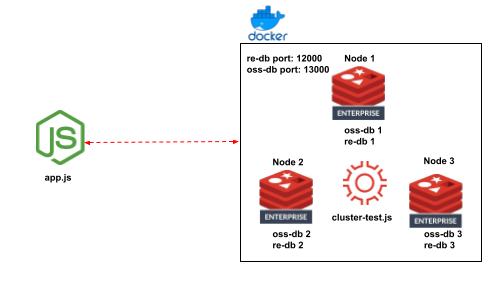 docker
re-db port: 12000
oss-db port: 13000
Node 1
ENTERPRISE
oss-db 1
re-db 1
JS
app.js
Node 2
ENTERPRISE
oss-db 2
re-db 2
cluster-test.js
Node 3
ENTERPRISE
oss-db 3
re-db 3